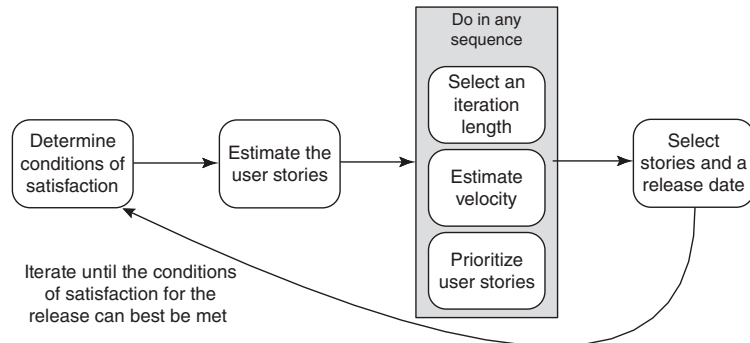 Do in any
sequence
Select an
iteration
length
Determine
conditions of
satisfaction
Estimate the
user stories
Estimate
velocity
Select
stories and a
release date
Prioritize
user stories
Iterate until the conditions
of satisfaction for the
release can best be met